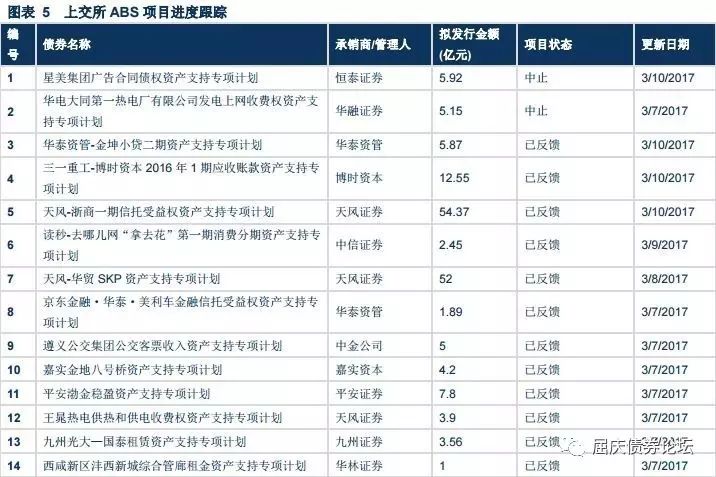 图表 5 上交所 ABS 项目进度跟踪
编号 债券名称 承销商/管理人 拟发行金额(亿元) 项目状态 更新日期
1 星美集团广告合同债权资产支持专项计划 恒泰证券 5.92 中止 3/10/2017
2 华电大同第一热电厂有限公司发电上网收费权资产支
持专项计划 华融证券 5.15 中止 3/7/2017
3 华泰资管-金坤小贷二期资产支持专项计划 华泰资管 5.87 已反馈 3/10/2017
4 三一重工-博时资本 2016 年 1 期应收账款资产支持专
项计划 博时资本 12.55 已反馈 3/10/2017
5 天风-浙商一期信托受益权资产支持专项计划 天风证券 54.37 已反馈 3/10/2017
6 读秒-去哪儿网“拿去花”第一期消费分期资产支持专
项计划 中信证券 2.45 已反馈 3/9/2017
7 天风-华贸 SKP 资产支持专项计划 天风证券 52 已反馈 3/8/2017
8 京东金融·华泰·美利车金融信托受益权资产支持专
项计划 华泰资管 1.89 已反馈 3/7/2017
9 遵义公交集团公交客票收入资产支持专项计划 中金公司 5 已反馈 3/7/2017
10 嘉实金地八号桥资产支持专项计划 嘉实资本 4.2 已反馈 3/7/2017
11 平安渤金稳盈资产支持专项计划 平安证券 7.8 已反馈 3/7/2017
12 王晁热电供热和供电收费权资产支持专项计划 天风证券 3.9 已反馈 3/7/2017
13 九州光大—国泰租赁资产支持专项计划 九州证券 3.56 已反馈 /2017
14 西咸新区沣西新城综合管廊租金资产支持专项计划 华林证券 1 已反馈 3/7/2017
屈庆债券论坛